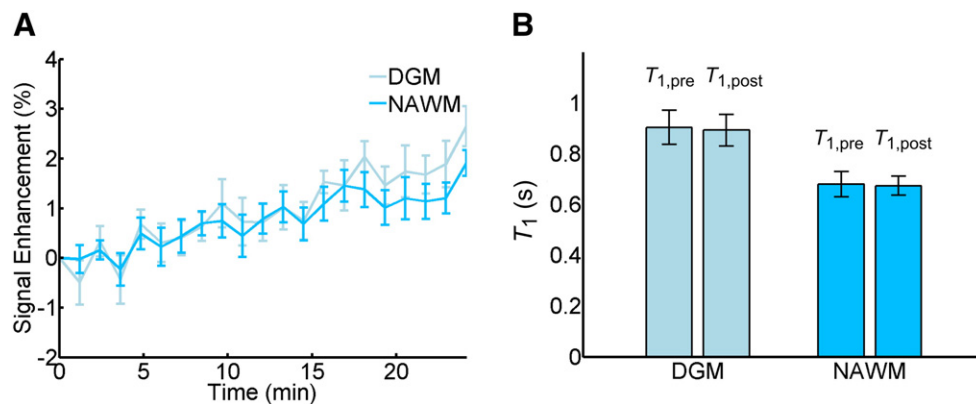 A
Signal Enhancement (%)
4
3
2
1
0
-1
-2
DGM
NAWM
0
5
10
15
20
Time (min)
B
T1 (s)
1
0.8
0.6
0.4
0.2
0
T1,pre T1,post
T1,pre T1,post
DGM
NAWM